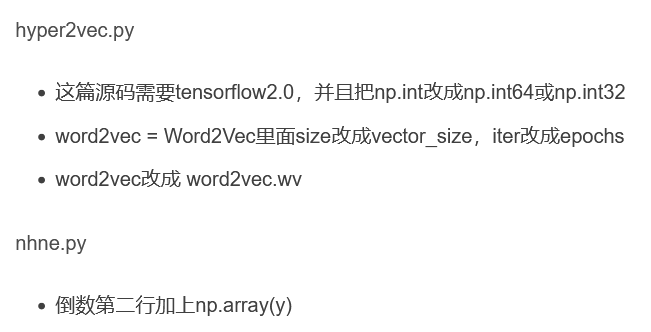 hyper2vec.py
这篇源码需要tensorflow2.0，并且把np.int改成np.int64或np.int32
word2vec = Word2Vec里面size改成vector_size，iter改成epochs
word2vec改成 word2vec.wv
nhne.py
倒数第二行加上np.array(y)